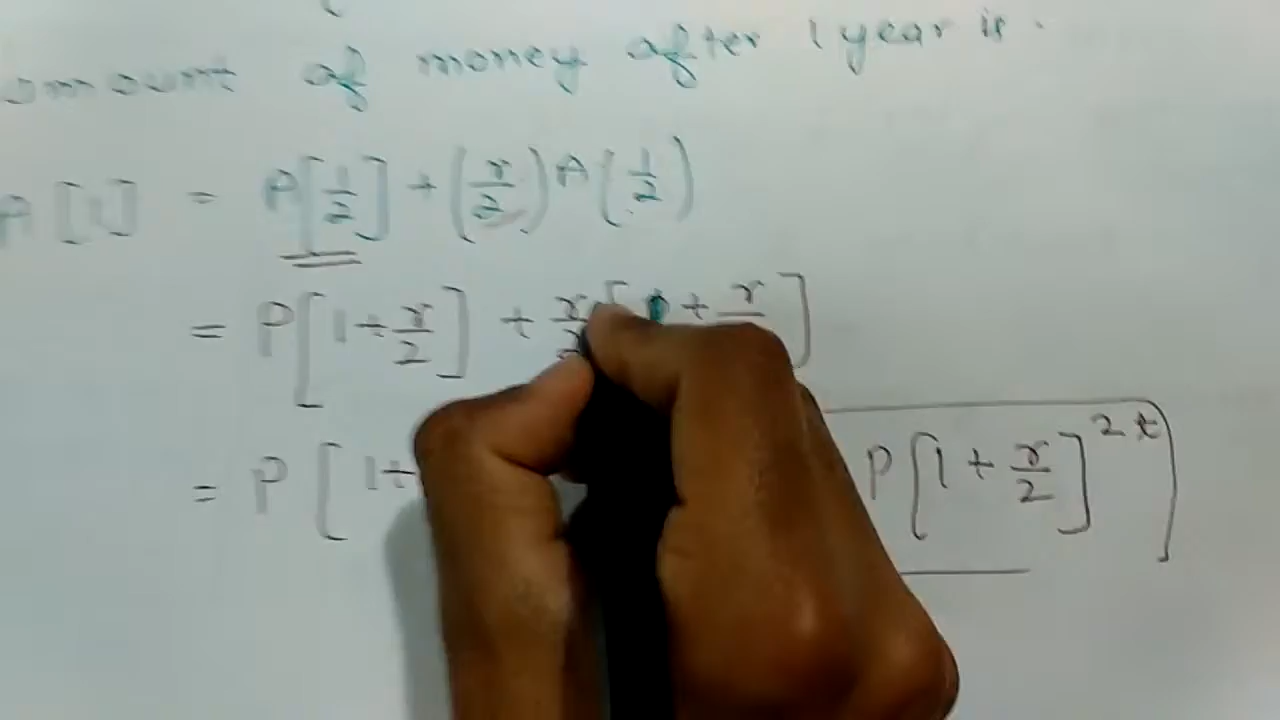 amount of money after 1 year is.
A[1] = P[1/2] + (r/2) A(1/2)
= P[1+r/2] + r/2 [ + r ]
= P[1+ P[1+r/2]^2t